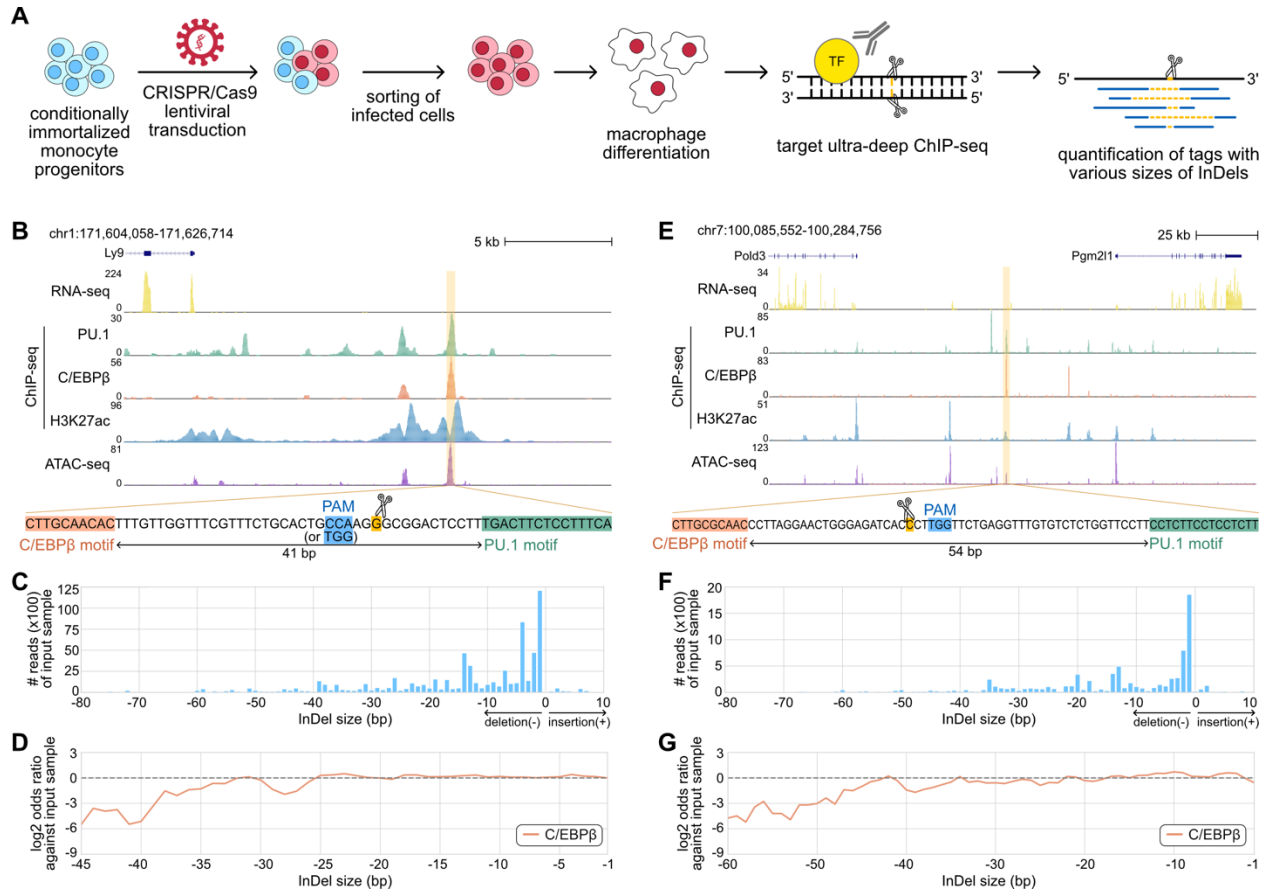 A
conditionally
immortalized
monocyte
progenitors
CRISPR/Cas9
lentiviral
transduction
sorting of
infected cells
macrophage
differentiation
TF
5' 3'
3' 5'
target ultra-deep ChIP-seq
5' 3'
quantification of tags with
various sizes of InDels
B
chr1:171,604,058-171,626,714
5 kb
Ly9
RNA-seq
224
0
ChIP-seq
PU.1
30
0
C/EBPβ
56
0
H3K27ac
96
0
ATAC-seq
81
0
PAM
CTTGCAACACTTTGTTGGTTTCGTTTCTGCACTGCCAAGGGCGGACTCCTTTGACTTCTCCTTTCA
C/EBPβ motif
(or TGG)
PU.1 motif
41 bp
E
chr7:100,085,552-100,284,756
25 kb
Pold3
Pgm2l1
RNA-seq
34
0
ChIP-seq
PU.1
85
0
C/EBPβ
83
0
H3K27ac
51
0
ATAC-seq
123
0
PAM
CTTGCGCAACCCCTTAGGAACTGGGAGATCACCCTTGGTTCTGAGGTTTGTGTCTCTGGTTCCTTCCTCTTCCTCCTCTT
C/EBPβ motif
PU.1 motif
54 bp
C
# reads (x100)
of input sample
125
100
75
50
25
0
-80 -70 -60 -50 -40 -30 -20 -10 0 10
InDel size (bp)
deletion(-) insertion(+)
F
# reads (x100)
of input sample
20
15
10
5
0
-80 -70 -60 -50 -40 -30 -20 -10 0 10
InDel size (bp)
deletion(-) insertion(+)
D
log2 odds ratio
against input sample
3
0
-3
-6
-9
C/EBPβ
-45 -40 -35 -30 -25 -20 -15 -10 -5 -1
InDel size (bp)
G
log2 odds ratio
against input sample
3
0
-3
-6
-9
C/EBPβ
-60 -50 -40 -30 -20 -10 -1
InDel size (bp)